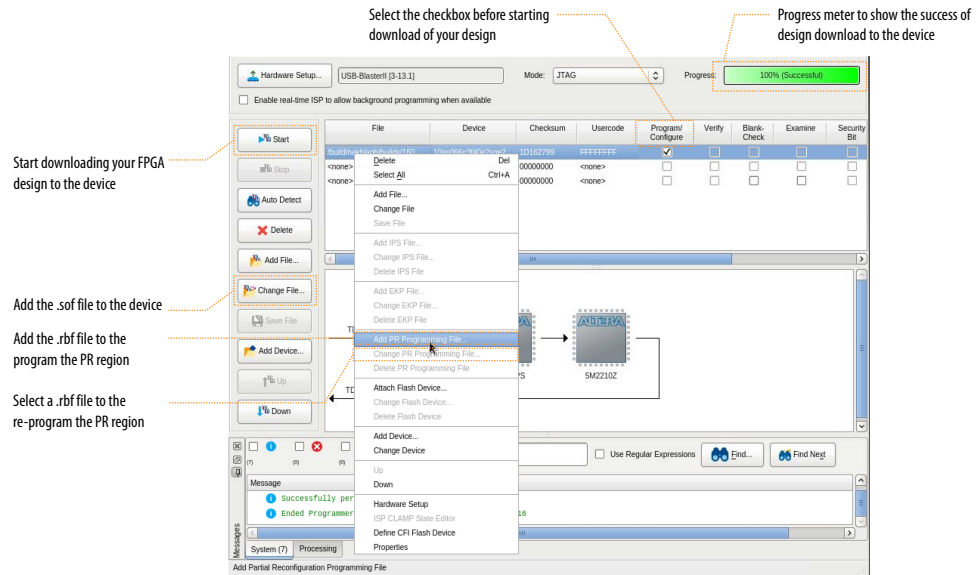 Select the checkbox before starting
download of your design
Progress meter to show the success of
design download to the device
Hardware Setup...
USB-BlasterII [3-13.1]
Mode:
JTAG
Progress:
100% (Successful)
Enable real-time ISP to allow background programming when available
File
Device
Checksum
Usercode
Program/
Configure
Verify
Blank-
Check
Examine
Security
Bit
1D162799
FFFFFFFF
<none>
00000000
<none>
<none>
00000000
<none>
Start downloading your FPGA
design to the device
Add the .sof file to the device
Add the .rbf file to the
program the PR region
Select a .rbf file to the
re-program the PR region
Start
Stop
Auto Detect
Delete
Add File...
Change File...
Save File
Add Device...
Up
Down
Delete Del
Select All Ctrl+A
Add File...
Change File
Save File
Add IPS File...
Change IPS File...
Delete IPS File
Add EKP File...
Change EKP File...
Delete EKP File
Add PR Programming File...
Change PR Programming File...
Delete PR Programming File
Attach Flash Device...
Change Flash Device...
Delete Flash Device
Add Device...
Change Device
Up
Down
Hardware Setup
ISP CLAMP State Editor
Define CFI Flash Device
Properties
ALTERA
5M2210Z
Use Regular Expressions
Find...
Find Next
(7)
(0)
(0)
Message
Successfully per
Ended Programmer
16
Messages
System (7)
Processing
Add Partial Reconfiguration Programming File